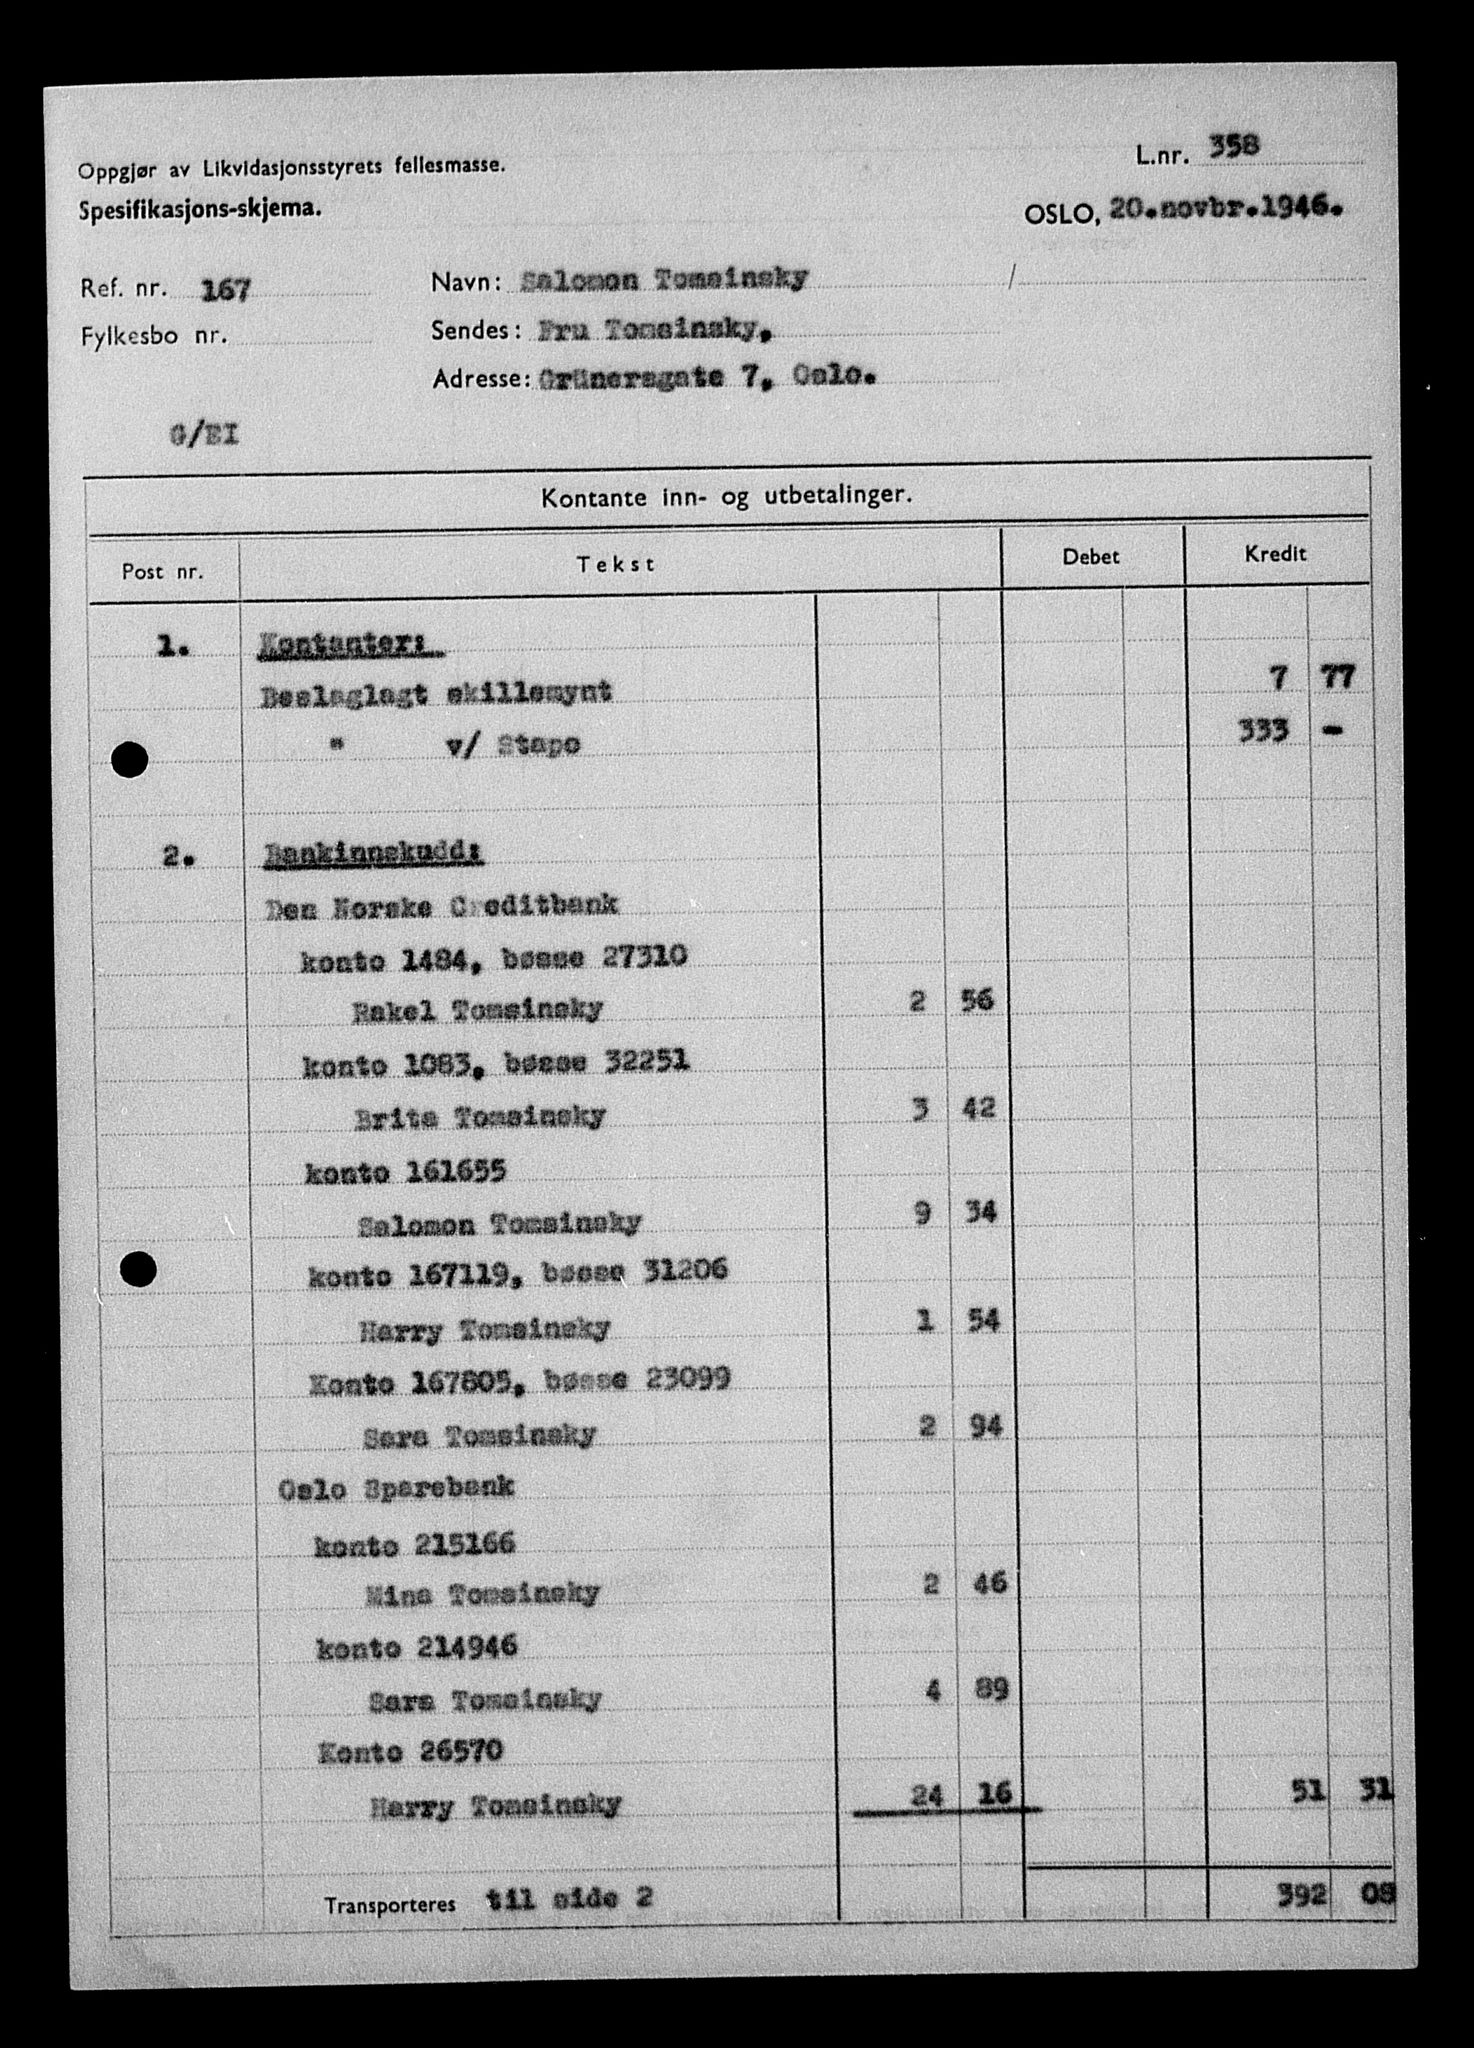 Oppgjør av Likvidasjonsstyrets fellesmasse.
L.nr. 358
Spesifikasjons-skjema.
OSLO, 20.novbr.1946.
Ref. nr. 167
Navn: Salomon Tomsinsky /
Fylkesbo nr.
Sendes: Fru Tomsinsky,
Adresse: Grünersgate 7, Oslo.
G/EI
Kontante inn- og utbetalinger.
Post nr. Tekst Debet Kredit
1. Kontanter:
Beslaglagt skillemynt 7 77
" v/ Stapo 333 -
2. Bankinnskudd:
Den Norske Creditbank
konto 1484, bøsse 27310
Rakel Tomsinsky 2 56
konto 1083, bøsse 32251
Brita Tomsinsky 3 42
konto 161655
Salomon Tomsinsky 9 34
konto 167119, bøsse 31206
Harry Tomsinsky 1 54
Konto 167805, bøsse 23099
Sara Tomsinsky 2 94
Oslo Sparebank
konto 215166
Mina Tomsinsky 2 46
konto 214946
Sara Tomsinsky 4 89
Konto 26570
Harry Tomsinsky 24 16 51 31
Transporteres til side 2 392 08